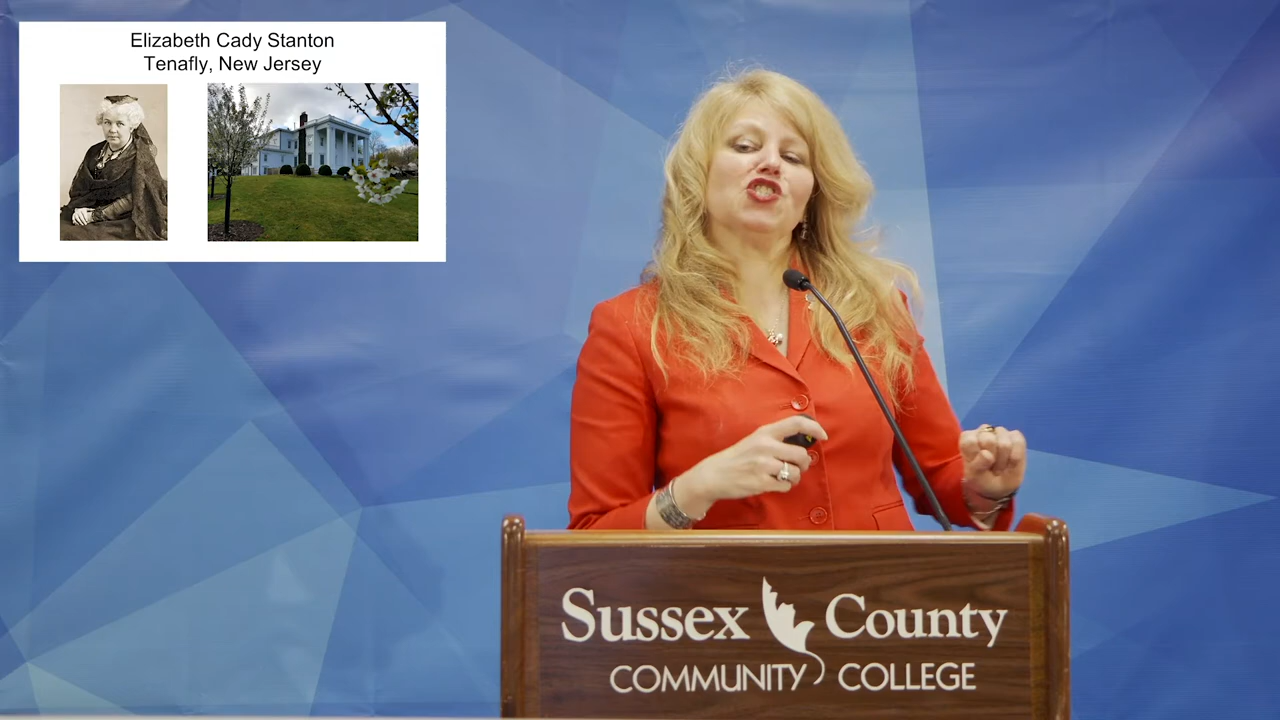 Elizabeth Cady Stanton
Tenafly, New Jersey
Sussex County
COMMUNITY COLLEGE